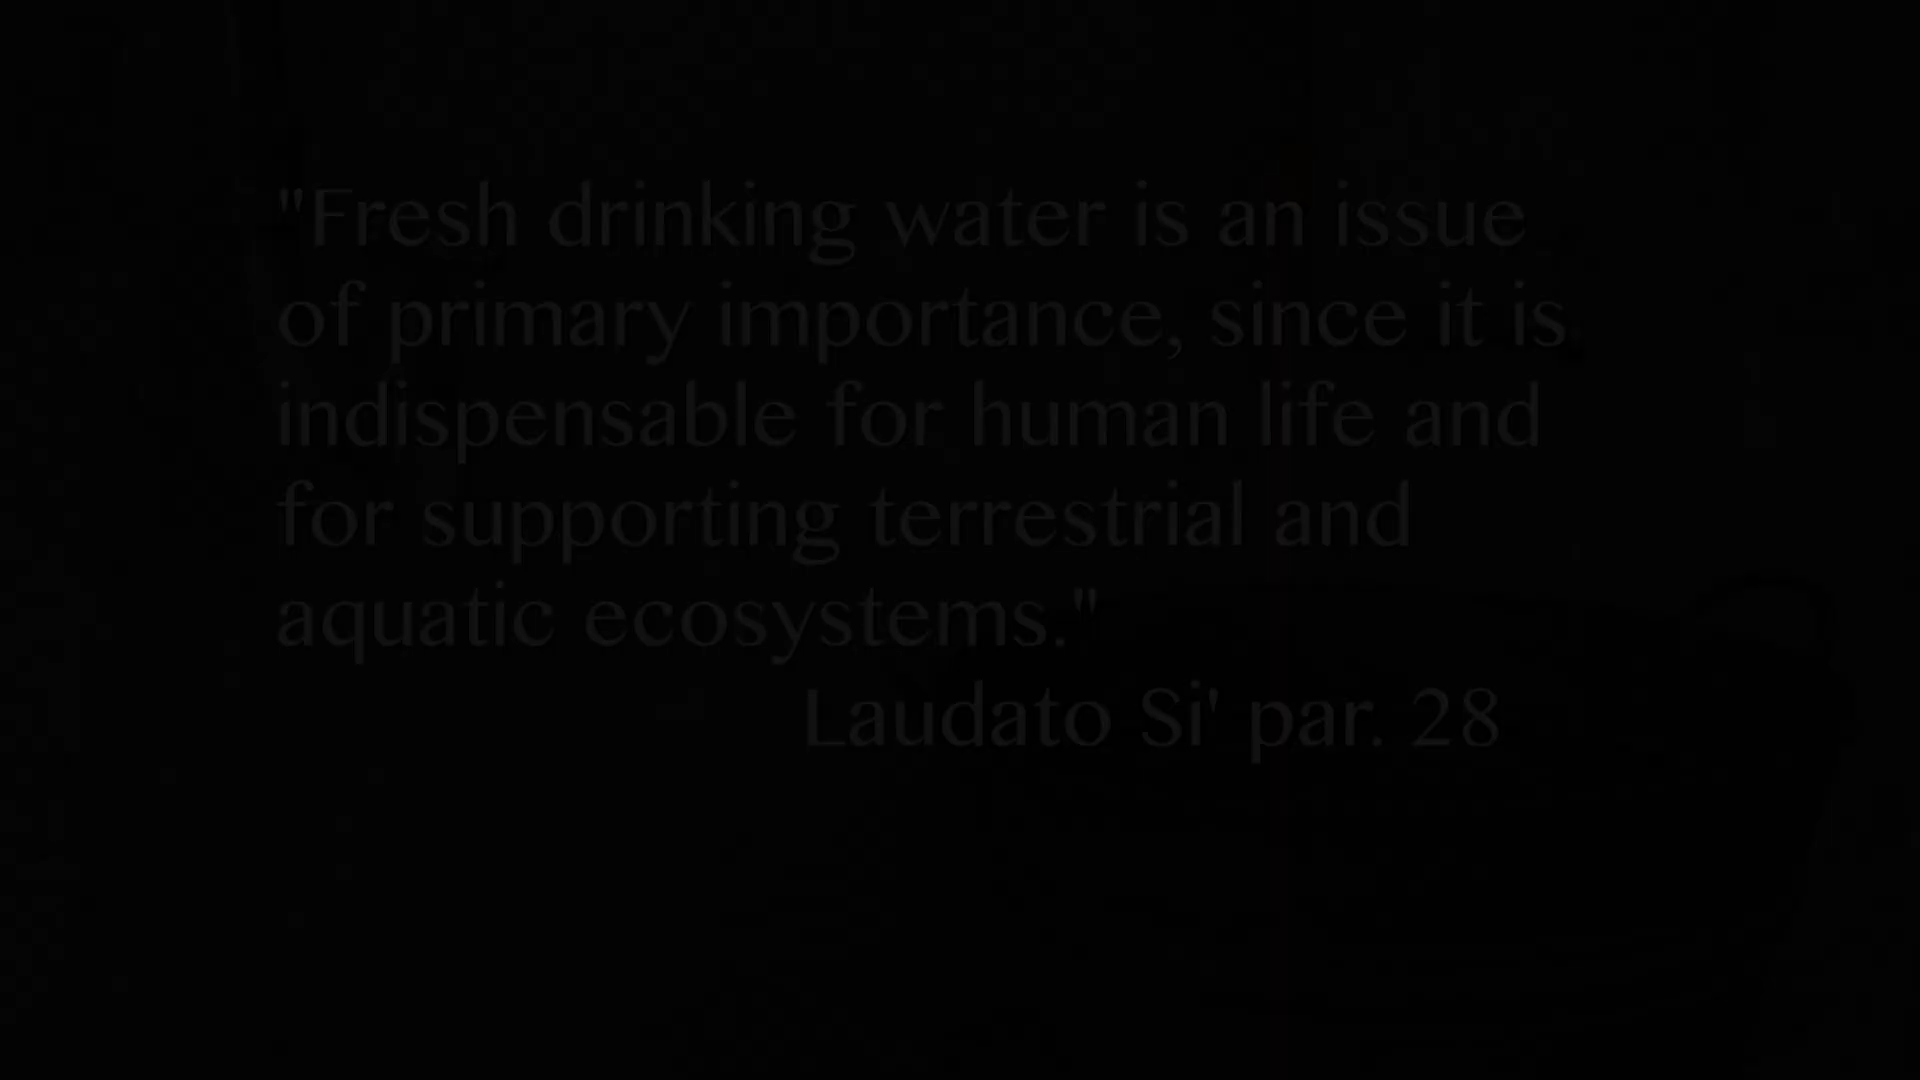 "Fresh drinking water is an issue
of primary importance, since it is
indispensable for human life and
for supporting terrestrial and
aquatic ecosystems."
Laudato Si' par. 28